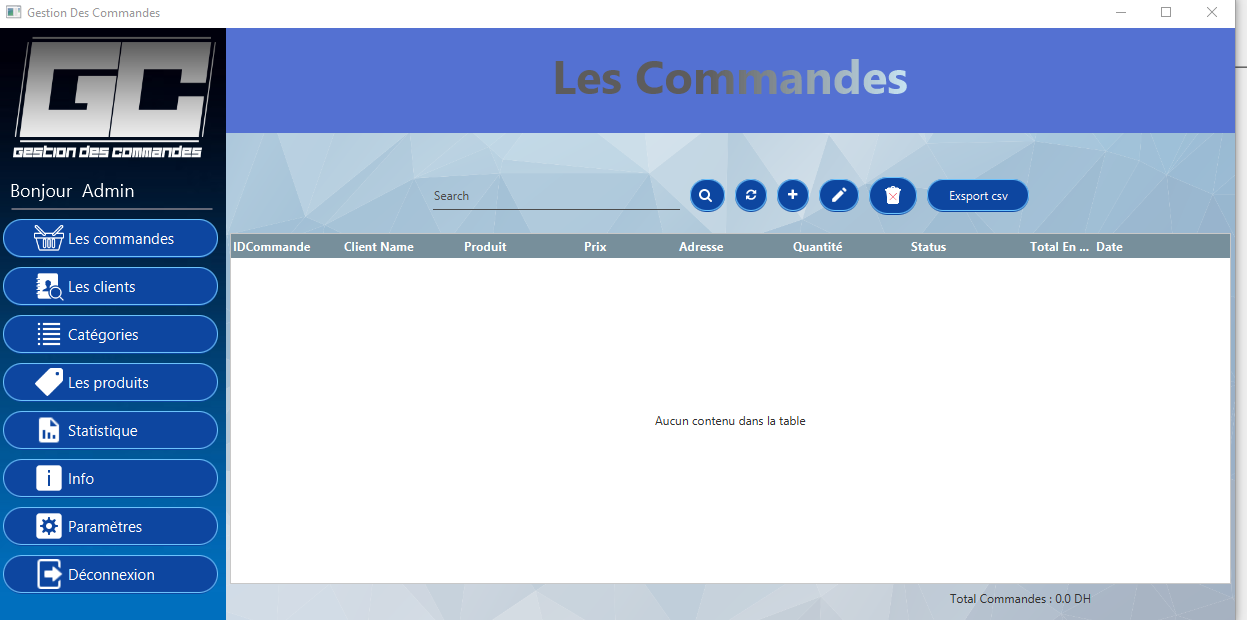 Gestion Des Commandes
GC
Gestion des commandes
Bonjour Admin
Les commandes
Les clients
Catégories
Les produits
Statistique
Info
Paramètres
Déconnexion
Les Commandes
Search
Exsport csv
IDCommande Client Name Produit Prix Adresse Quantité Status Total En ... Date
Aucun contenu dans la table
Total Commandes : 0.0 DH